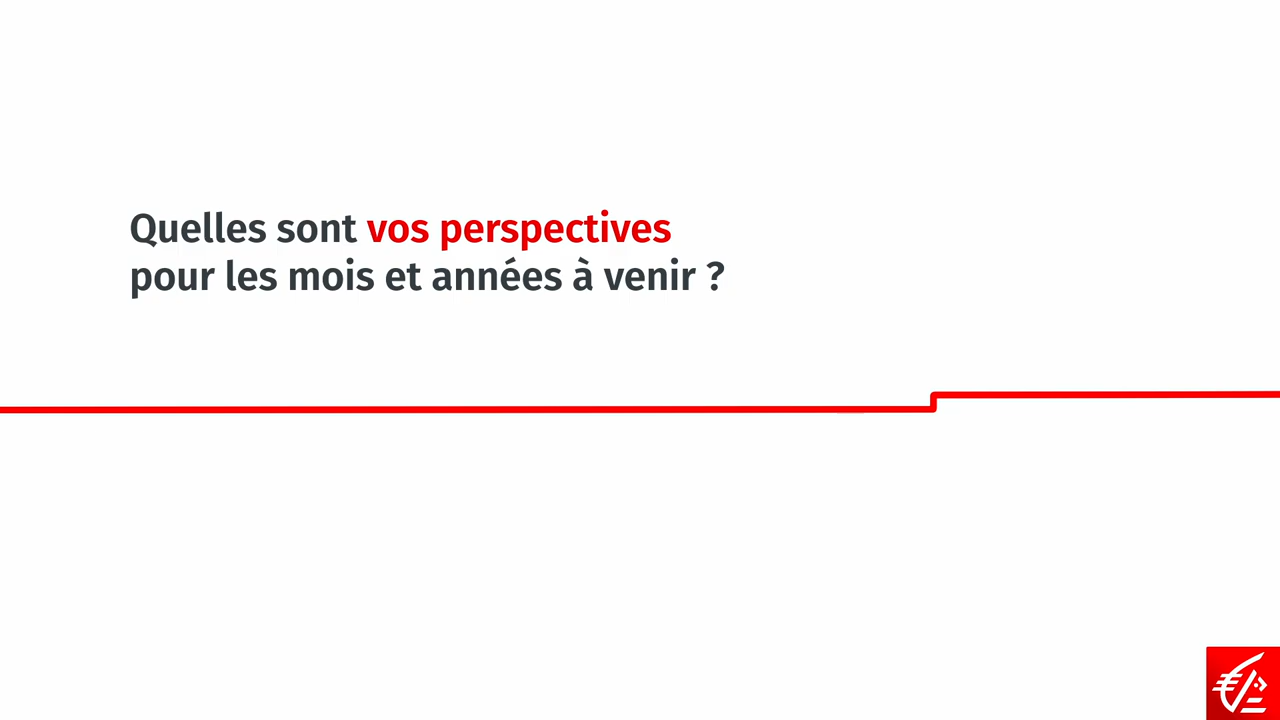 Quelles sont vos perspectives
pour les mois et années à venir ?